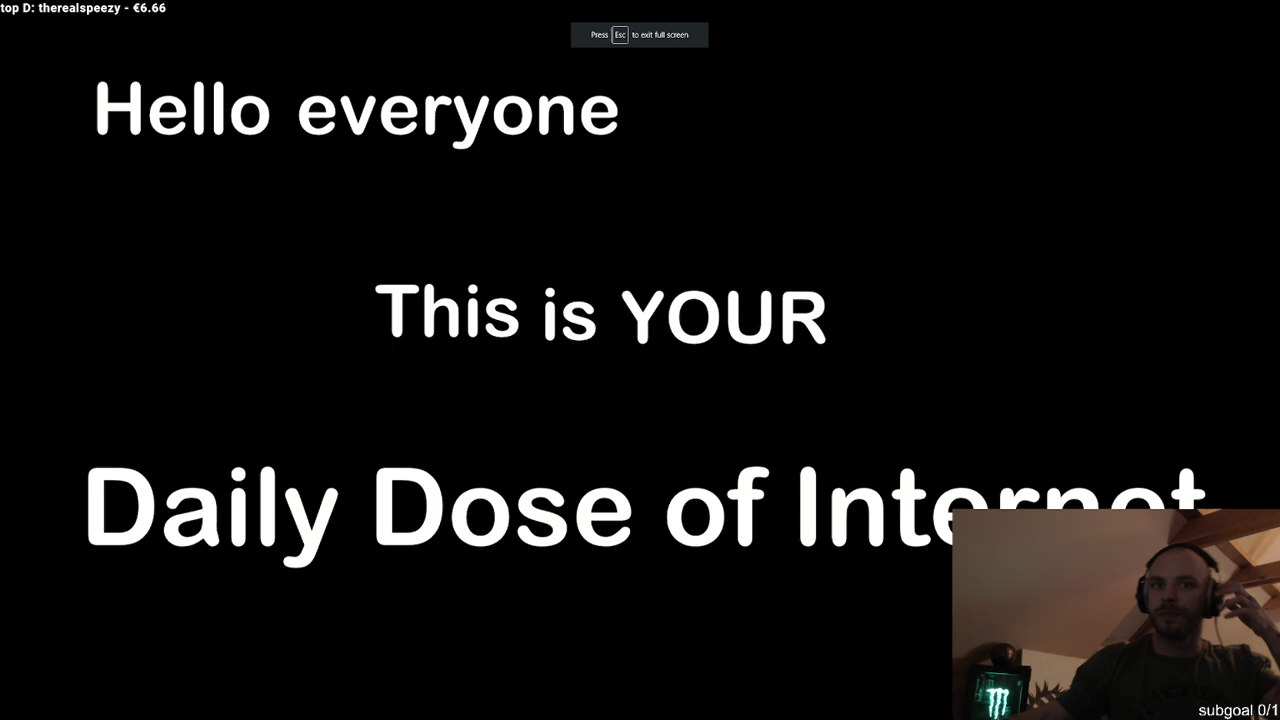 top D: therealspeezy - €6.66
Press Esc to exit full screen
Hello everyone
This is YOUR
Daily Dose of Internet
subgoal 0/1